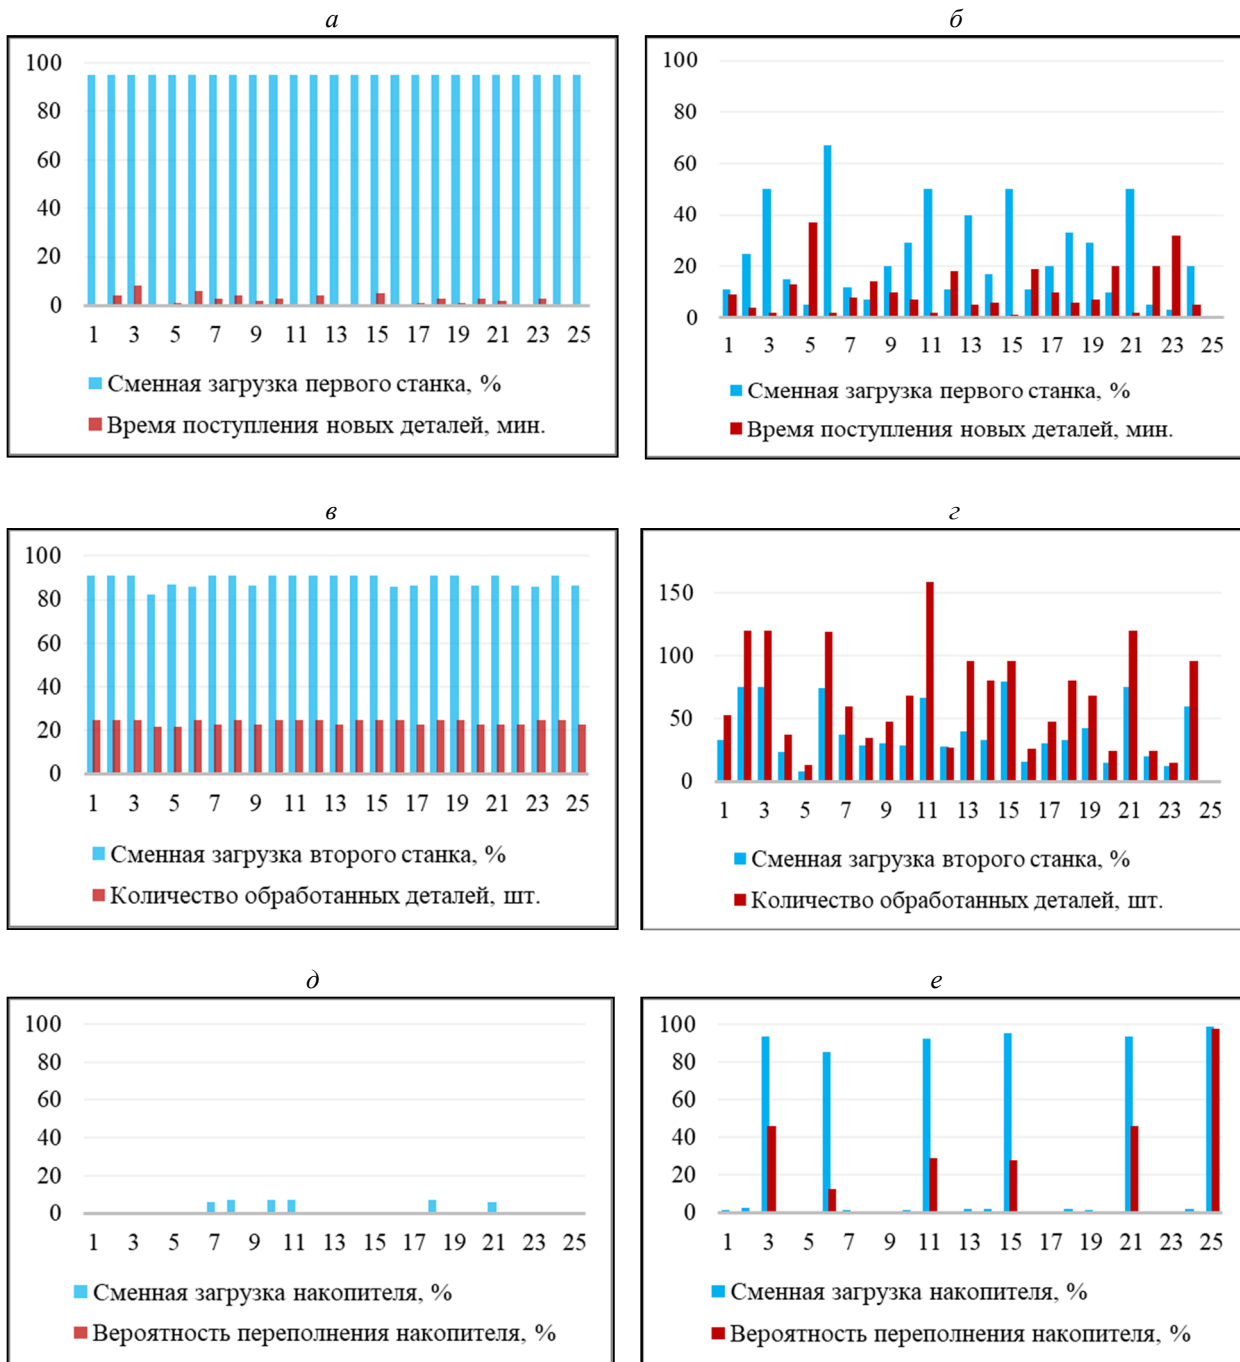 а
100
80
60
40
20
0
1 3 5 7 9 11 13 15 17 19 21 23 25
Сменная загрузка первого станка, %
Время поступления новых деталей, мин.
б
100
80
60
40
20
0
1 3 5 7 9 11 13 15 17 19 21 23 25
Сменная загрузка первого станка, %
Время поступления новых деталей, мин.
в
100
80
60
40
20
0
1 3 5 7 9 11 13 15 17 19 21 23 25
Сменная загрузка второго станка, %
Количество обработанных деталей, шт.
г
150
100
50
0
1 3 5 7 9 11 13 15 17 19 21 23 25
Сменная загрузка второго станка, %
Количество обработанных деталей, шт.
д
100
80
60
40
20
0
1 3 5 7 9 11 13 15 17 19 21 23 25
Сменная загрузка накопителя, %
Вероятность переполнения накопителя, %
е
100
80
60
40
20
0
1 3 5 7 9 11 13 15 17 19 21 23 25
Сменная загрузка накопителя, %
Вероятность переполнения накопителя, %